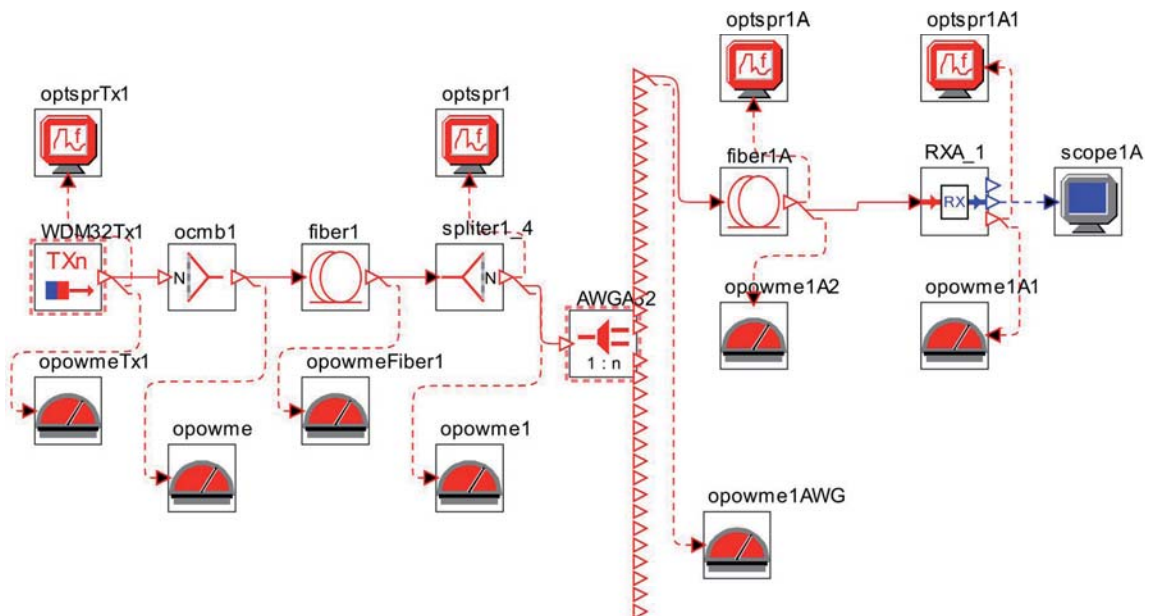 optspr1A
optspr1A1
optsprTx1
optspr1
f
f
f
f
fiber1A
RXA_1
scope1A
RX
WDM32Tx1
ocmb1
fiber1
spliter1_4
TXn
N
N
AWGA32
1 : n
opowme1A2
opowme1A1
opowmeTx1
opowmeFiber1
opowme
opowme1
opowme1AWG